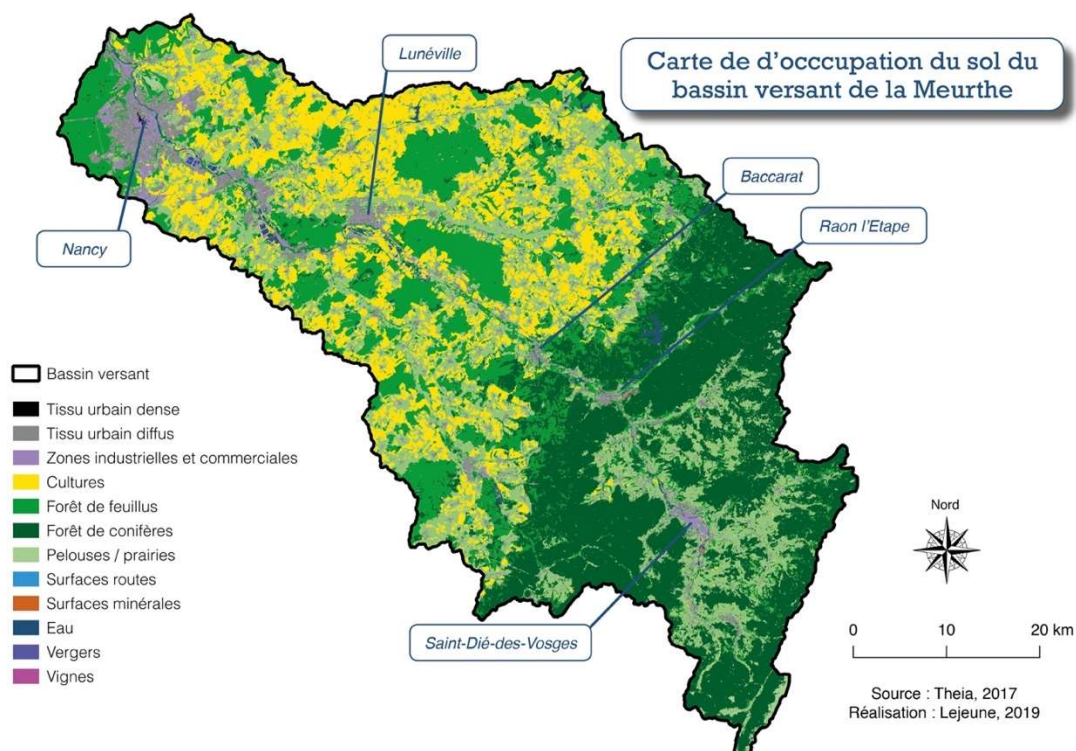 Carte de d'occcupation du sol du
bassin versant de la Meurthe
Lunéville
Baccarat
Raon l'Etape
Nancy
Saint-Dié-des-Vosges
Bassin versant
Tissu urbain dense
Tissu urbain diffus
Zones industrielles et commerciales
Cultures
Forêt de feuillus
Forêt de conifères
Pelouses / prairies
Surfaces routes
Surfaces minérales
Eau
Vergers
Vignes
Nord
0 10 20 km
Source : Theia, 2017
Réalisation : Lejeune, 2019